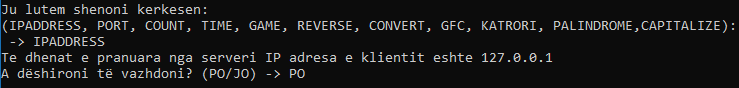 Ju lutem shenoni kerkesen:
(IPADDRESS, PORT, COUNT, TIME, GAME, REVERSE, CONVERT, GFC, KATRORI, PALINDROME,CAPITALIZE):
-> IPADDRESS
Te dhenat e pranuara nga serveri IP adresa e klientit eshte 127.0.0.1
A dëshironi të vazhdoni? (PO/JO) -> PO